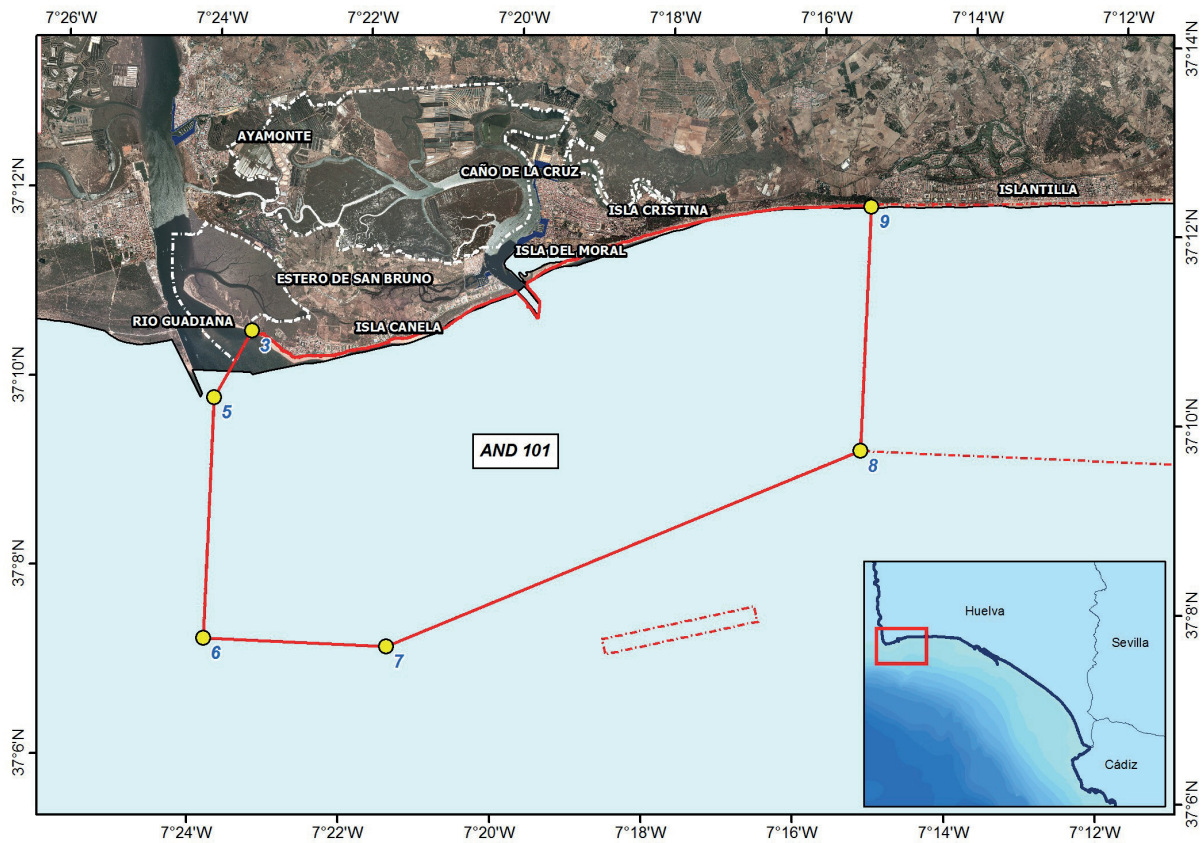 7°26'W 7°24'W 7°22'W 7°20'W 7°18'W 7°16'W 7°14'W 7°12'W
37°14'N
AYAMONTE
CAÑO DE LA CRUZ
37°12'N
ISLANTILLA
ISLA CRISTINA
9
37°12'N
ISLA DEL MORAL
ESTERO DE SAN BRUNO
RIO GUADIANA
ISLA CANELA
3
37°10'N
5
37°10'N
AND 101
8
37°8'N
Huelva
37°8'N
Sevilla
6
7
37°6'N
Cádiz
37°6'N
7°24'W 7°22'W 7°20'W 7°18'W 7°16'W 7°14'W 7°12'W